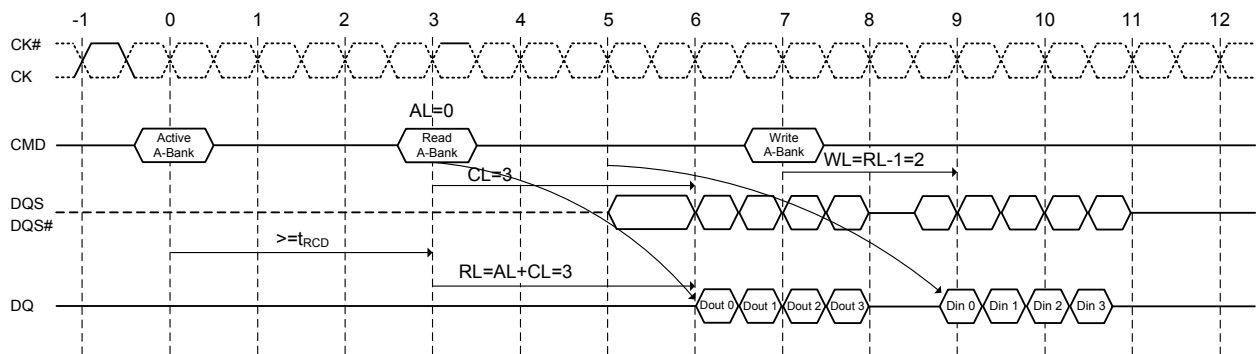 -1 0 1 2 3 4 5 6 7 8 9 10 11 12
CK#
CK
AL=0
CMD
Active
A-Bank
Read
A-Bank
Write
A-Bank
CL=3
WL=RL-1=2
DQS
DQS#
>=tRCD
RL=AL+CL=3
DQ
Dout 0 Dout 1 Dout 2 Dout 3 Din 0 Din 1 Din 2 Din 3